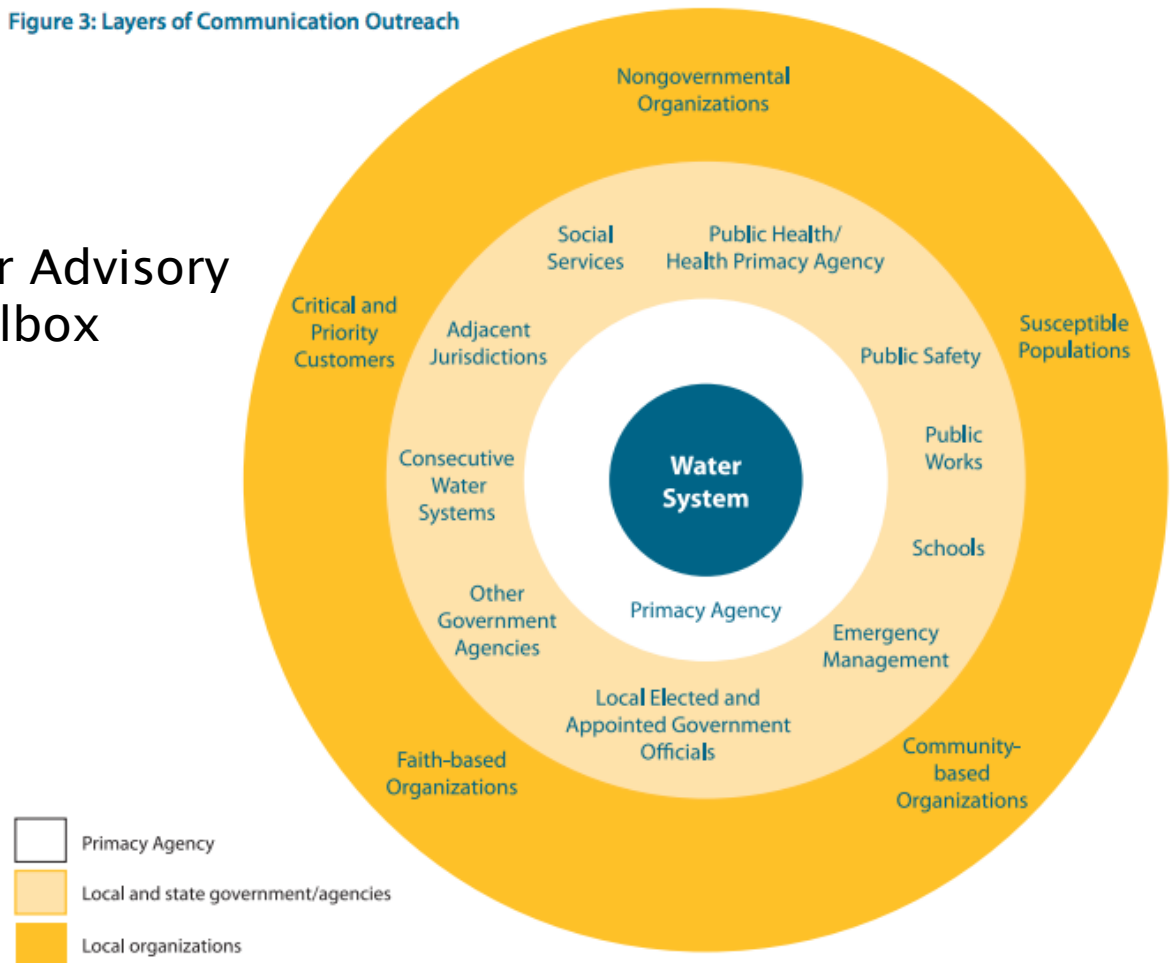 Figure 3: Layers of Communication Outreach
Nongovernmental
Organizations
Social
Services
Public Health/
Health Primacy Agency
r Advisory
lbox
Critical and
Priority
Customers
Adjacent
Jurisdictions
Public Safety
Susceptible
Populations
Consecutive
Water
Systems
Water
System
Public
Works
Schools
Other
Government
Agencies
Primacy Agency
Emergency
Management
Local Elected and
Appointed Government
Officials
Faith-based
Organizations
Community-
based
Organizations
Primacy Agency
Local and state government/agencies
Local organizations